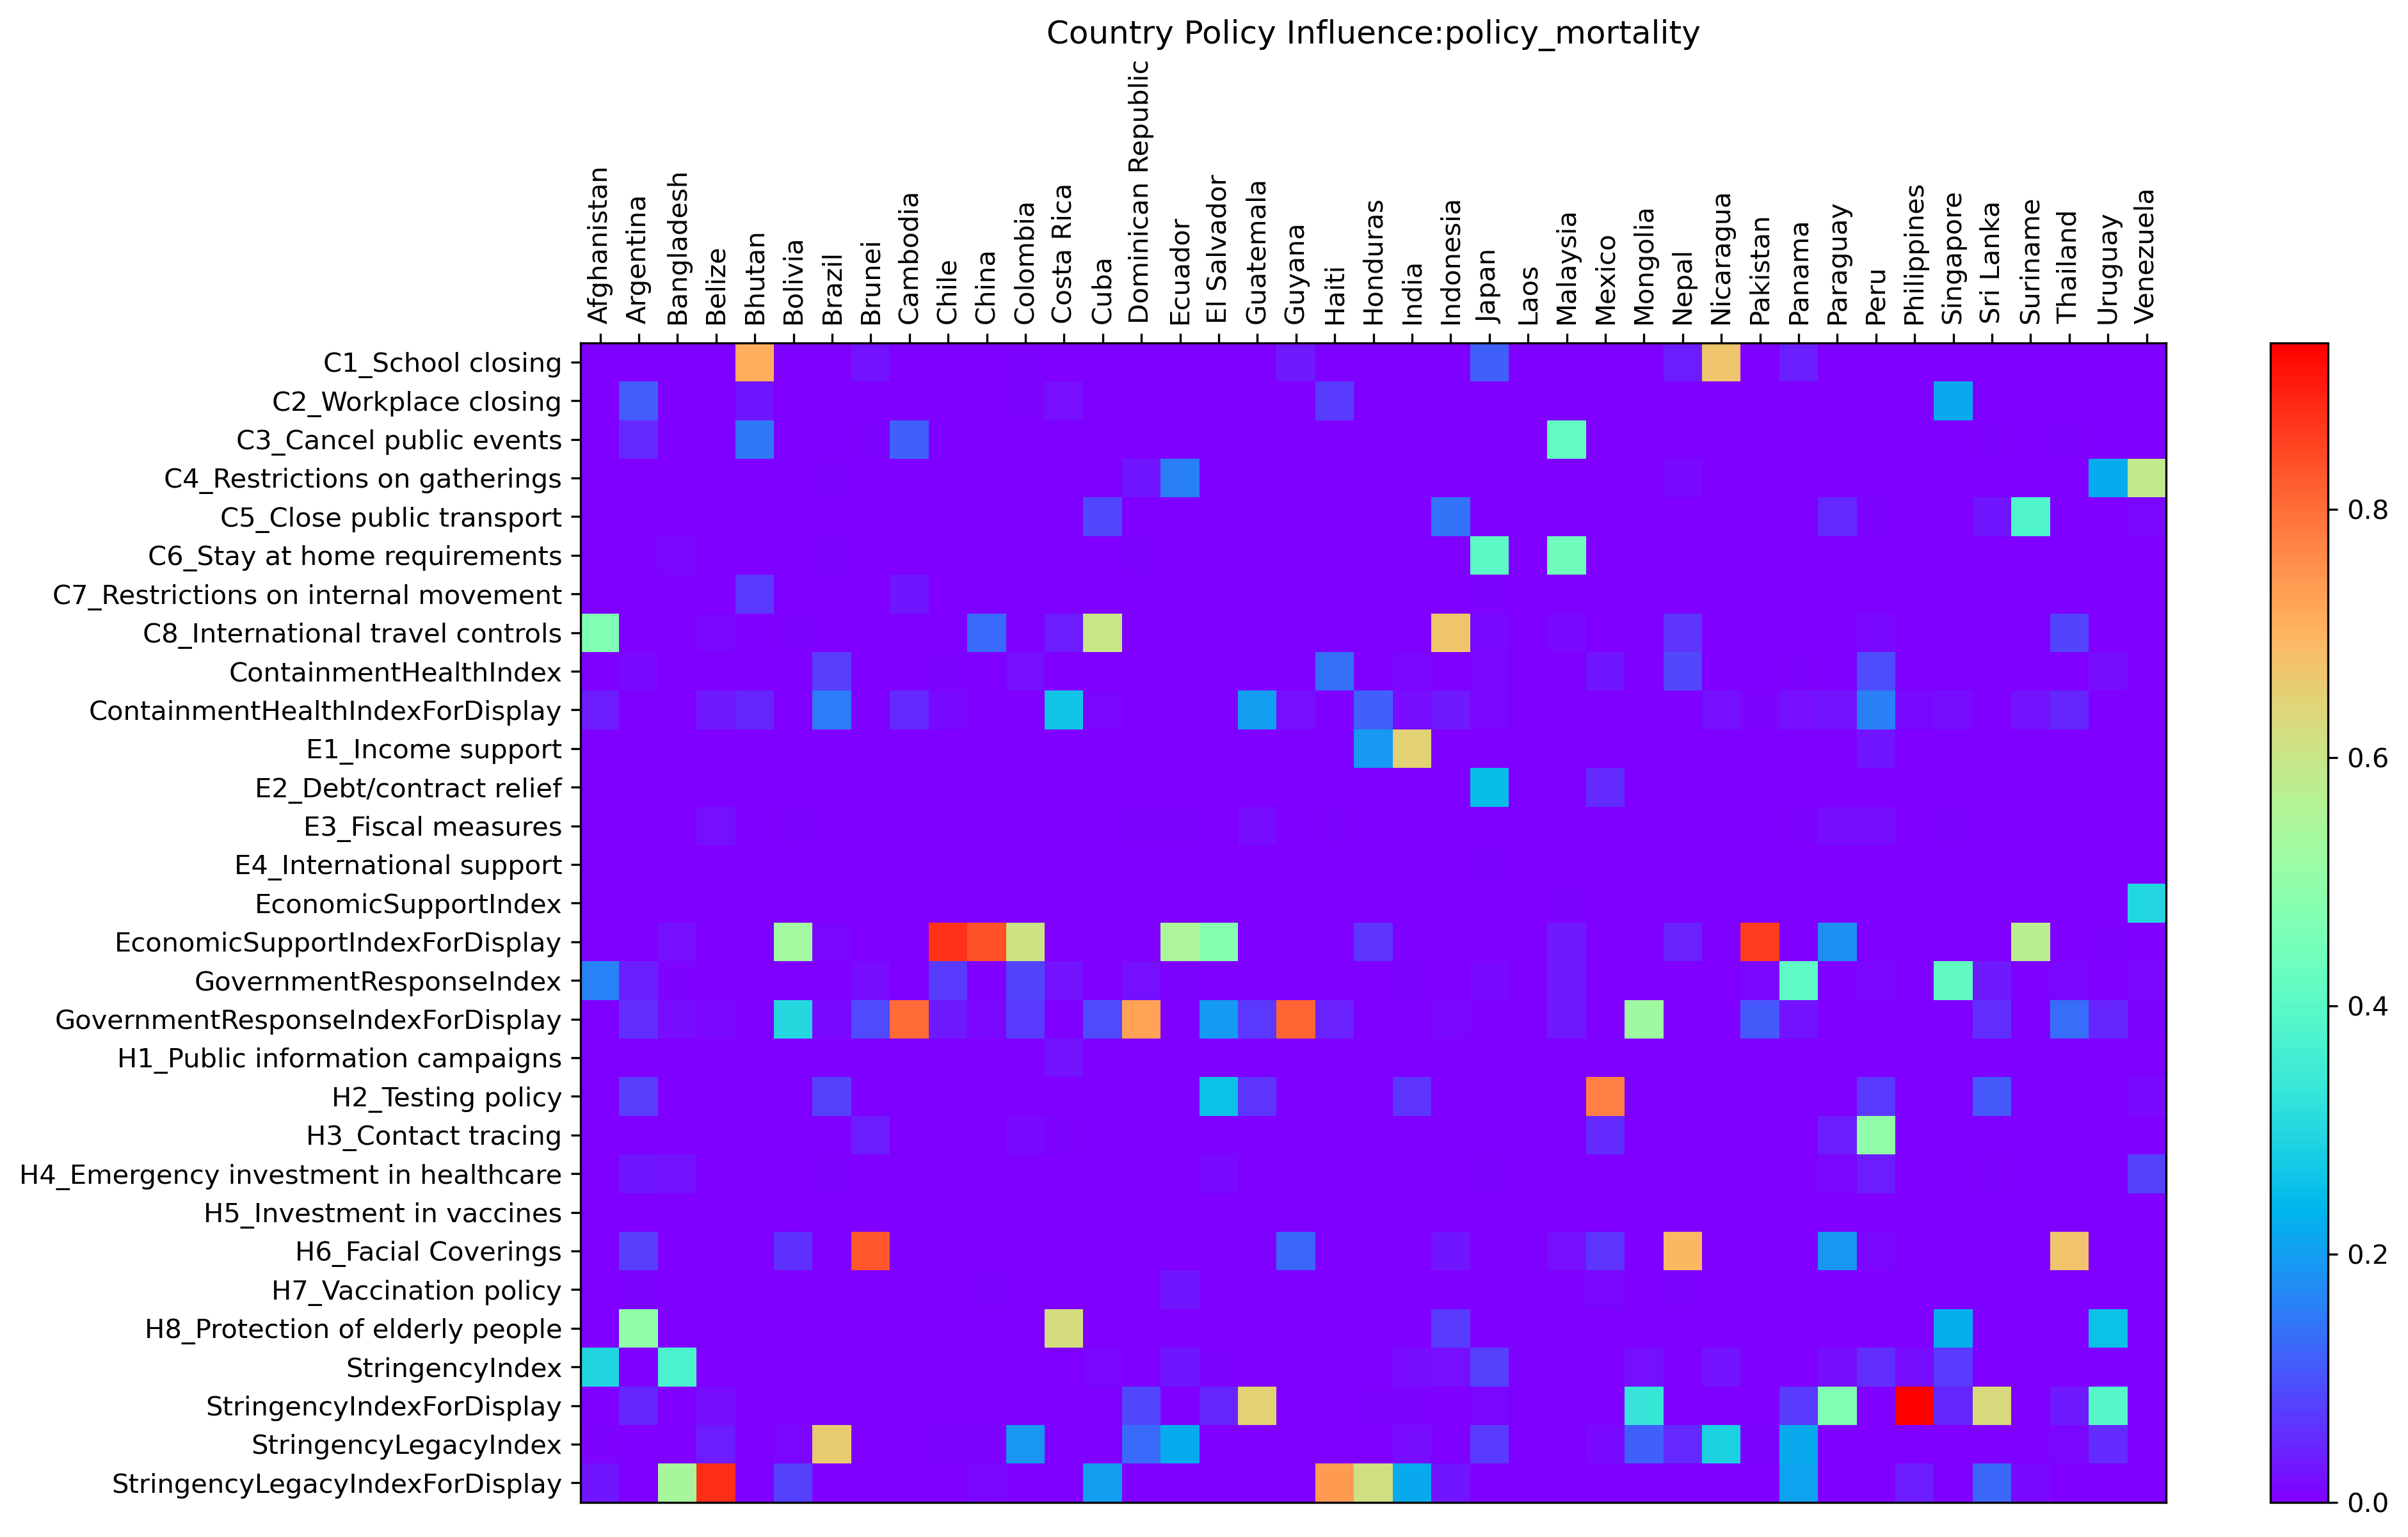 Country Policy Influence:policy_mortality
Afghanistan
Argentina
Bangladesh
Belize
Bhutan
Bolivia
Brazil
Brunei
Cambodia
Chile
China
Colombia
Costa Rica
Cuba
Dominican Republic
Ecuador
El Salvador
Guatemala
Guyana
Haiti
Honduras
India
Indonesia
Japan
Laos
Malaysia
Mexico
Mongolia
Nepal
Nicaragua
Pakistan
Panama
Paraguay
Peru
Philippines
Singapore
Sri Lanka
Suriname
Thailand
Uruguay
Venezuela
C1_School closing
C2_Workplace closing
C3_Cancel public events
C4_Restrictions on gatherings
C5_Close public transport
C6_Stay at home requirements
C7_Restrictions on internal movement
C8_International travel controls
ContainmentHealthIndex
ContainmentHealthIndexForDisplay
E1_Income support
E2_Debt/contract relief
E3_Fiscal measures
E4_International support
EconomicSupportIndex
EconomicSupportIndexForDisplay
GovernmentResponseIndex
GovernmentResponseIndexForDisplay
H1_Public information campaigns
H2_Testing policy
H3_Contact tracing
H4_Emergency investment in healthcare
H5_Investment in vaccines
H6_Facial Coverings
H7_Vaccination policy
H8_Protection of elderly people
StringencyIndex
StringencyIndexForDisplay
StringencyLegacyIndex
StringencyLegacyIndexForDisplay
0.8
0.6
0.4
0.2
0.0